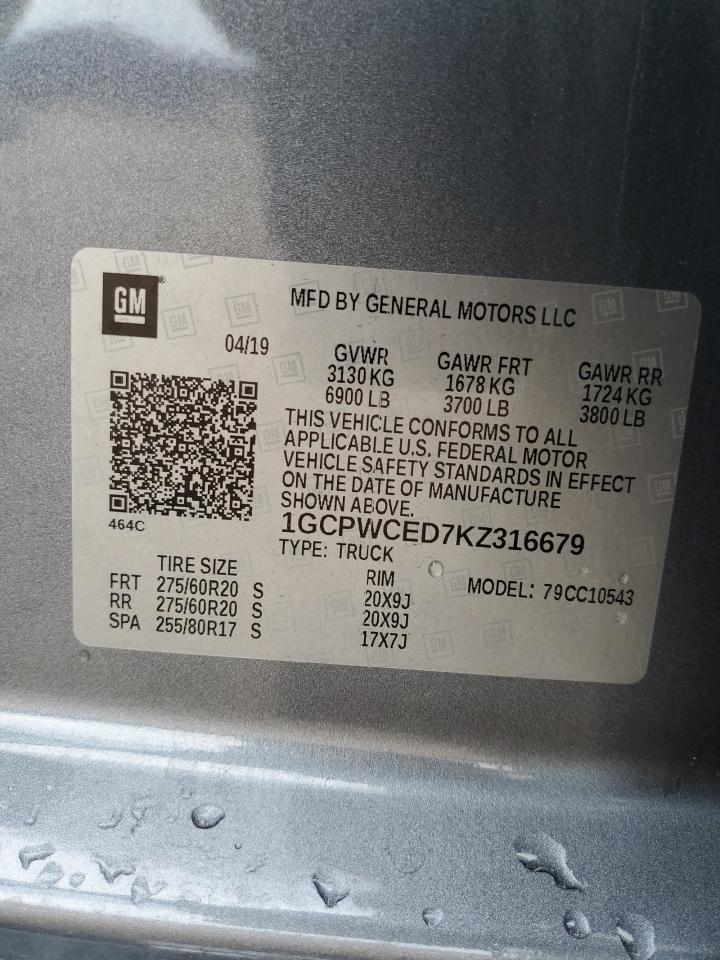 GM
MFD BY GENERAL MOTORS LLC
04/19
GVWR
3130 KG
6900 LB
GAWR FRT
1678 KG
3700 LB
GAWR RR
1724 KG
3800 LB
THIS VEHICLE CONFORMS TO ALL
APPLICABLE U.S. FEDERAL MOTOR
VEHICLE SAFETY STANDARDS IN EFFECT
ON THE DATE OF MANUFACTURE
SHOWN ABOVE.
464C
1GCPWCED7KZ316679
TYPE: TRUCK
MODEL: 79CC10543
TIRE SIZE
RIM
FRT 275/60R20 S 20X9J
RR 275/60R20 S 20X9J
SPA 255/80R17 S 17X7J